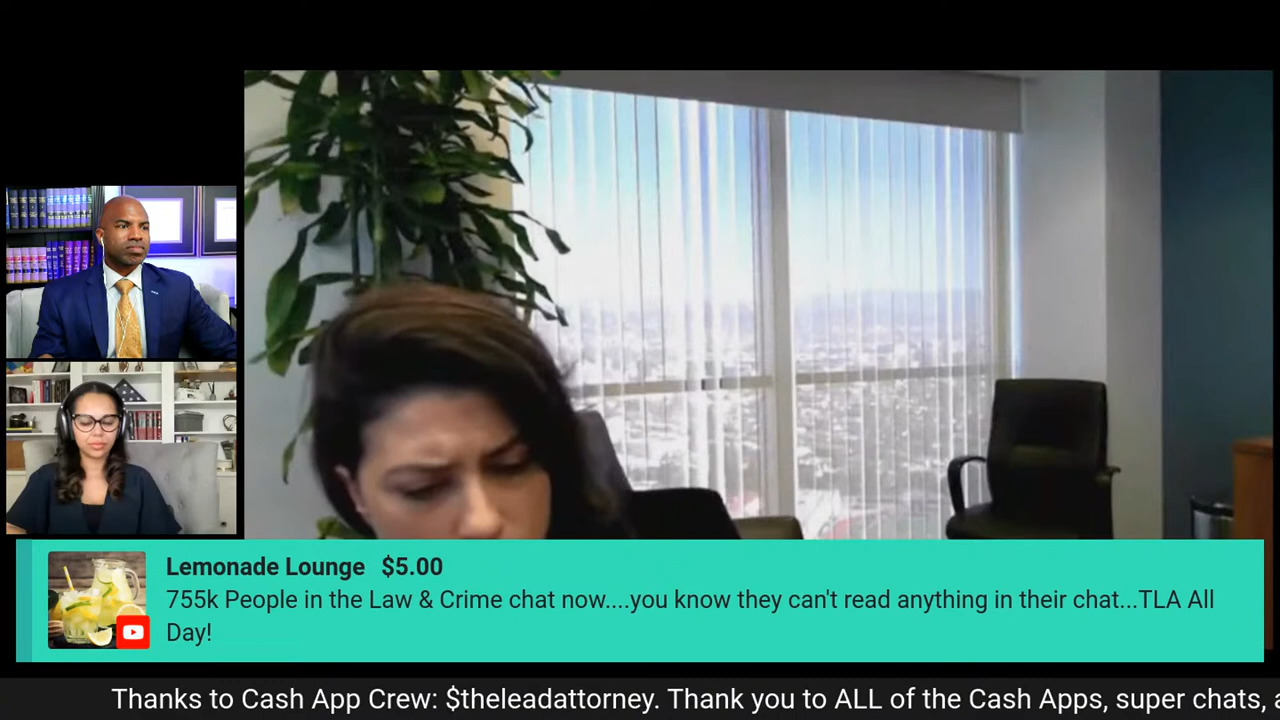 Lemonade Lounge $5.00
755k People in the Law & Crime chat now....you know they can't read anything in their chat...TLA All
Day!
Thanks to Cash App Crew: $theleadattorney. Thank you to ALL of the Cash Apps, super chats,